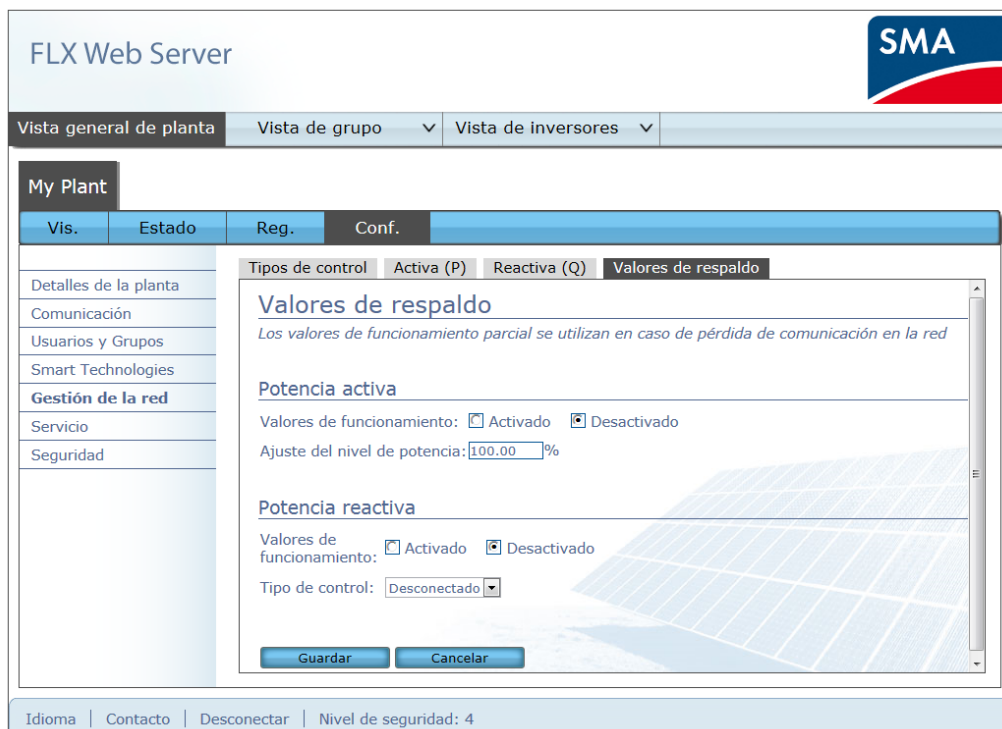 FLX Web Server
SMA
Vista general de planta Vista de grupo Vista de inversores
My Plant
Vis. Estado Reg. Conf.
Detalles de la planta
Comunicación
Usuarios y Grupos
Smart Technologies
Gestión de la red
Servicio
Seguridad
Tipos de control Activa (P) Reactiva (Q) Valores de respaldo
Valores de respaldo
Los valores de funcionamiento parcial se utilizan en caso de pérdida de comunicación en la red
Potencia activa
Valores de funcionamiento: Activado Desactivado
Ajuste del nivel de potencia: 100.00 %
Potencia reactiva
Valores de
funcionamiento: Activado Desactivado
Tipo de control: Desconectado
Guardar Cancelar
Idioma | Contacto | Desconectar | Nivel de seguridad: 4